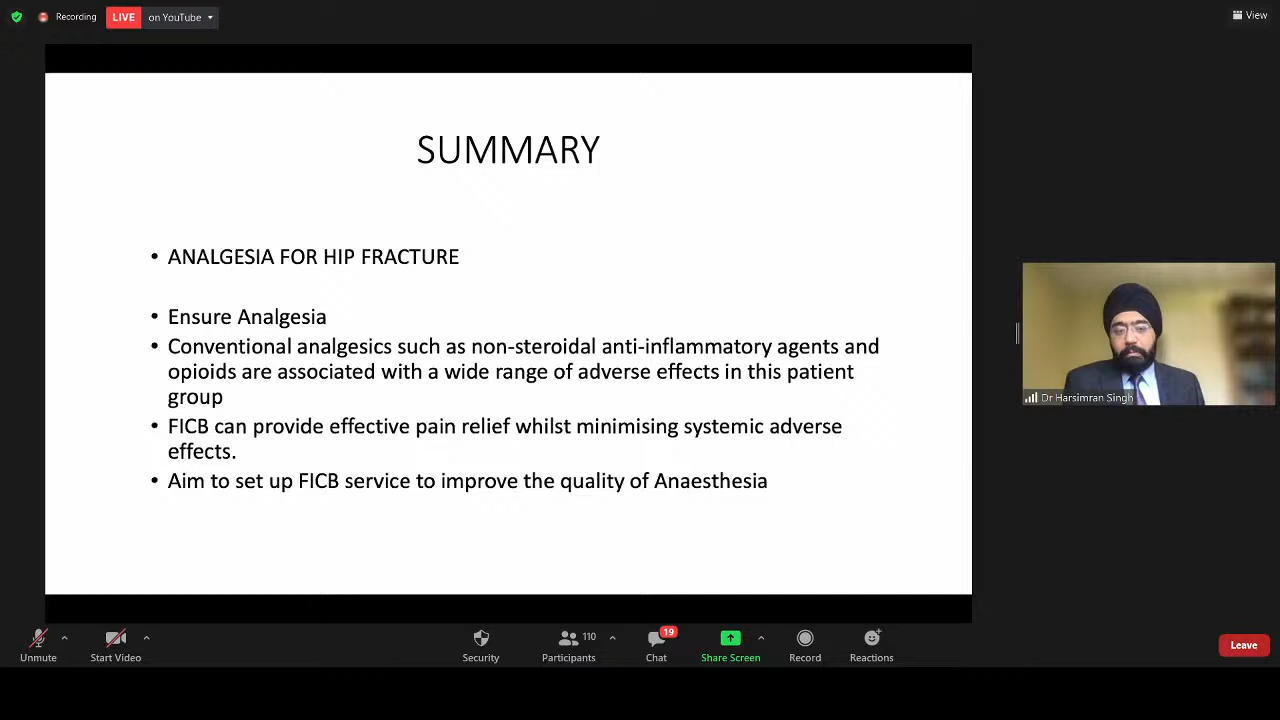 Recording
LIVE on YouTube
View
SUMMARY
• ANALGESIA FOR HIP FRACTURE
• Ensure Analgesia
• Conventional analgesics such as non-steroidal anti-inflammatory agents and
opioids are associated with a wide range of adverse effects in this patient
group
• FICB can provide effective pain relief whilst minimising systemic adverse
effects.
• Aim to set up FICB service to improve the quality of Anaesthesia
Dr Harsimran Singh
Unmute
Start Video
Security
Participants 110
Chat 19
Share Screen
Record
Reactions
Leave